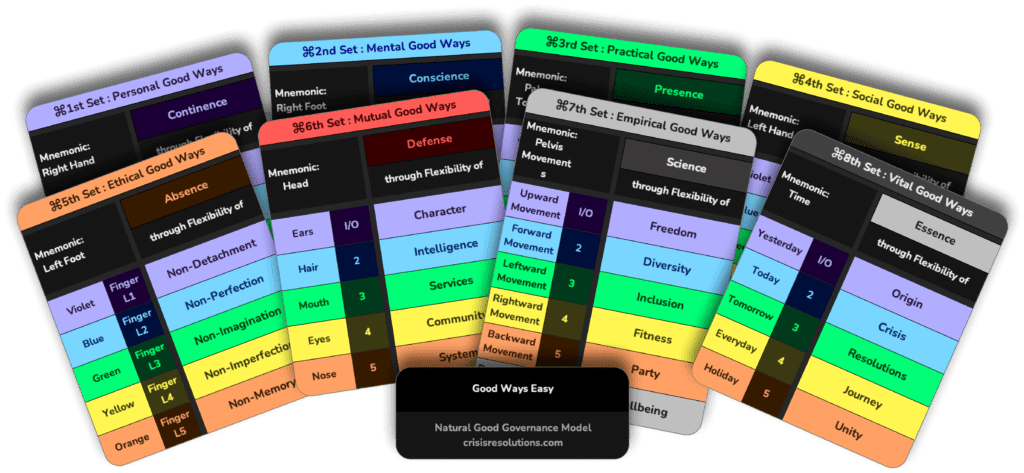 ⌘1st Set : Personal Good Ways
Mnemonic:
Right Hand
Continence
through Flexibility of
⌘2nd Set : Mental Good Ways
Mnemonic:
Right Foot
Conscience
⌘3rd Set : Practical Good Ways
Mnemonic:
Presence
⌘4th Set : Social Good Ways
Mnemonic:
Left Hand
Sense
⌘5th Set : Ethical Good Ways
Mnemonic:
Left Foot
Absence
through Flexibility of
Violet
Finger
L1
Non-Detachment
Blue
Finger
L2
Non-Perfection
Green
Finger
L3
Non-Imagination
Yellow
Finger
L4
Non-Imperfection
Orange
Finger
L5
Non-Memory
⌘6th Set : Mutual Good Ways
Mnemonic:
Head
Defense
through Flexibility of
Ears
I/O
Character
Hair
2
Intelligence
Mouth
3
Services
Eyes
4
Community
Nose
5
System
⌘7th Set : Empirical Good Ways
Mnemonic:
Pelvis
Movement
s
Science
through Flexibility of
Upward
Movement
I/O
Freedom
Forward
Movement
2
Diversity
Leftward
Movement
3
Inclusion
Rightward
Movement
4
Fitness
Backward
Movement
5
Party
⌘8th Set : Vital Good Ways
Mnemonic:
Time
Essence
through Flexibility of
Yesterday
I/O
Origin
Today
2
Crisis
Tomorrow
3
Resolutions
Everyday
4
Journey
Holiday
5
Unity
Good Ways Easy
Natural Good Governance Model
crisisresolutions.com